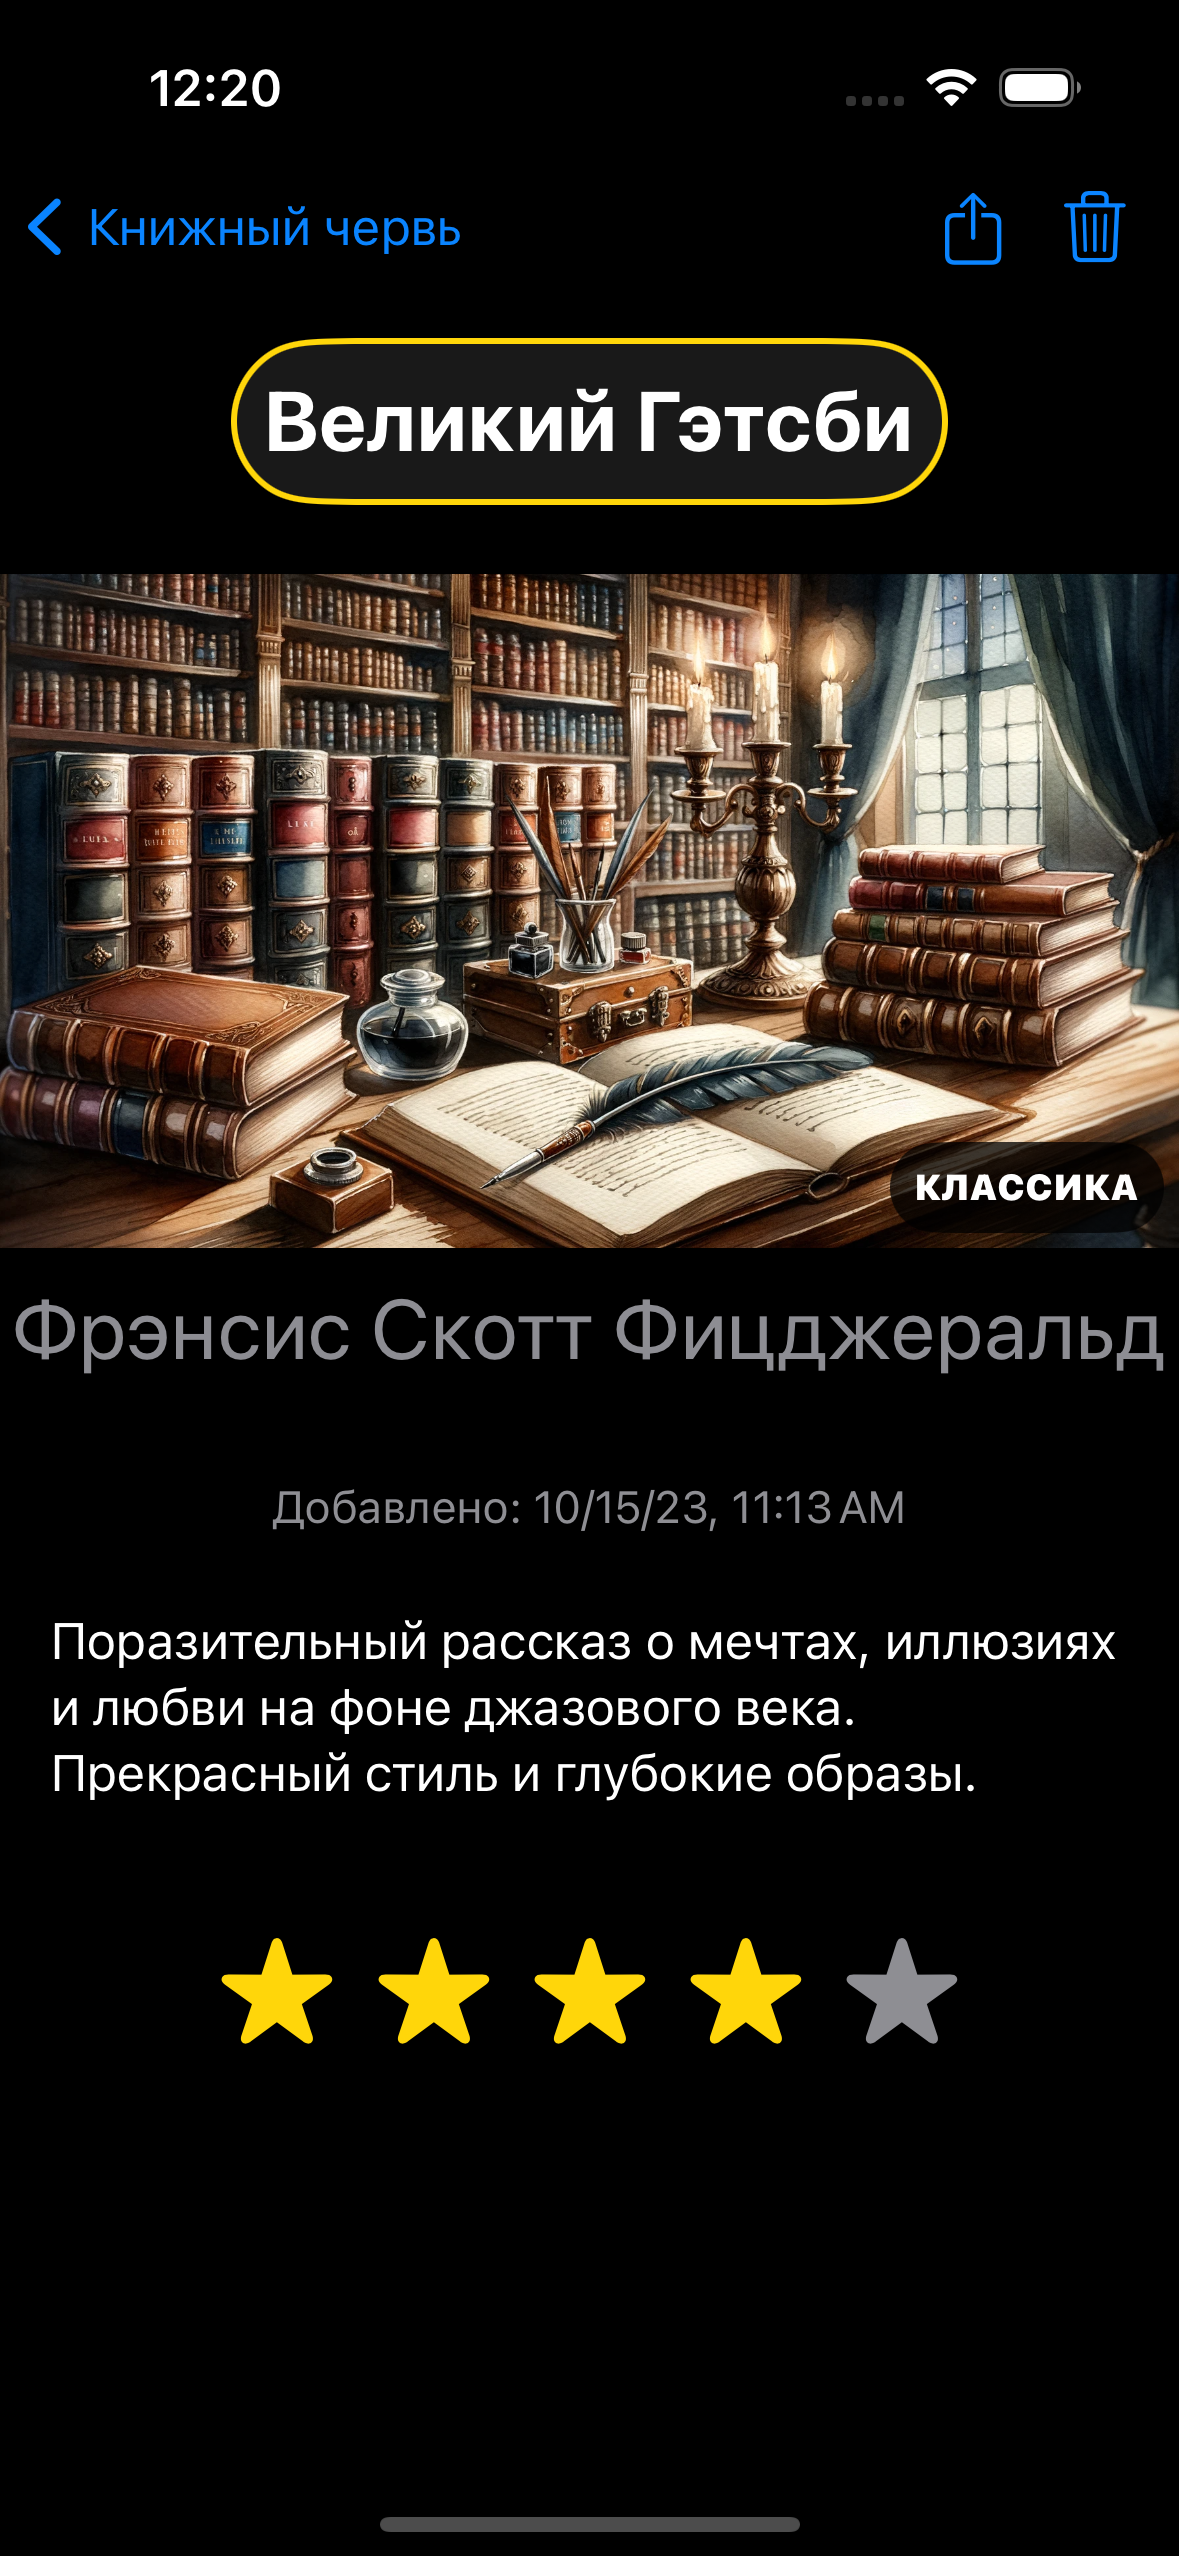 12:20
Книжный червь
Великий Гэтсби
КЛАССИКА
Фрэнсис Скотт Фицджеральд
Добавлено: 10/15/23, 11:13 AM
Поразительный рассказ о мечтах, иллюзиях
и любви на фоне джазового века.
Прекрасный стиль и глубокие образы.